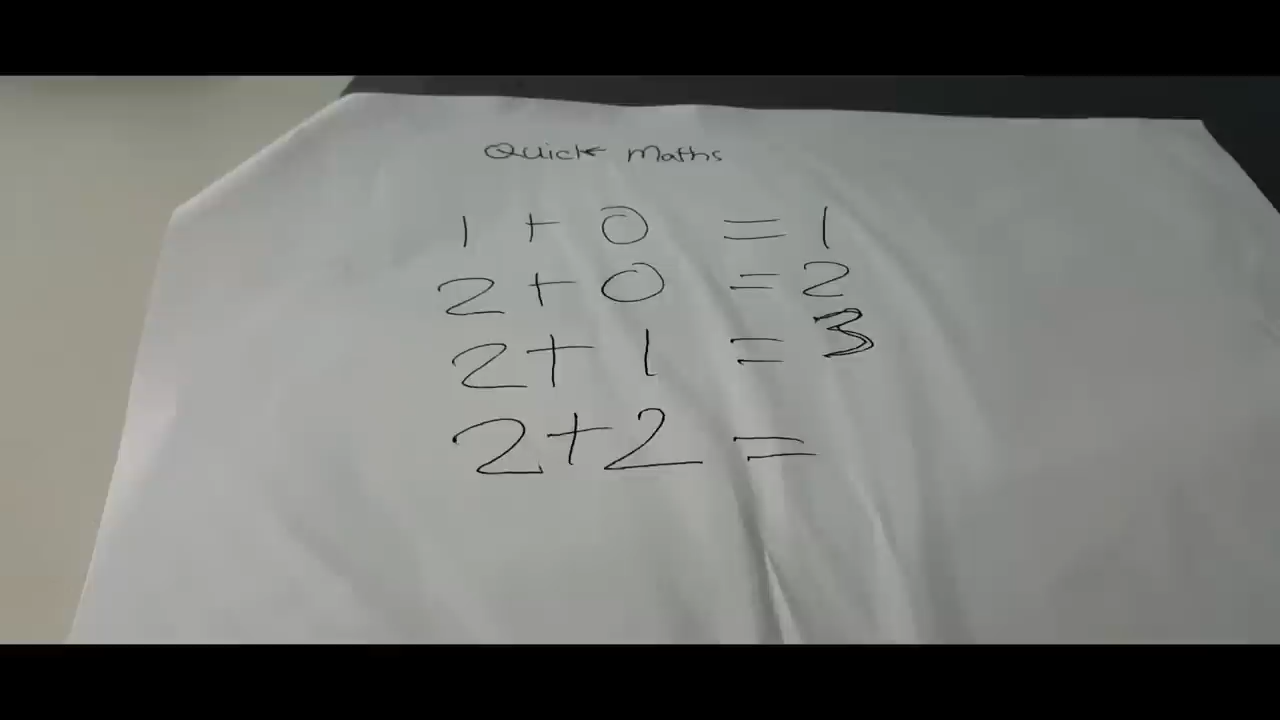 Quick Maths
1 + 0 = 1
2 + 0 = 2
2 + 1 = 3
2 + 2 =